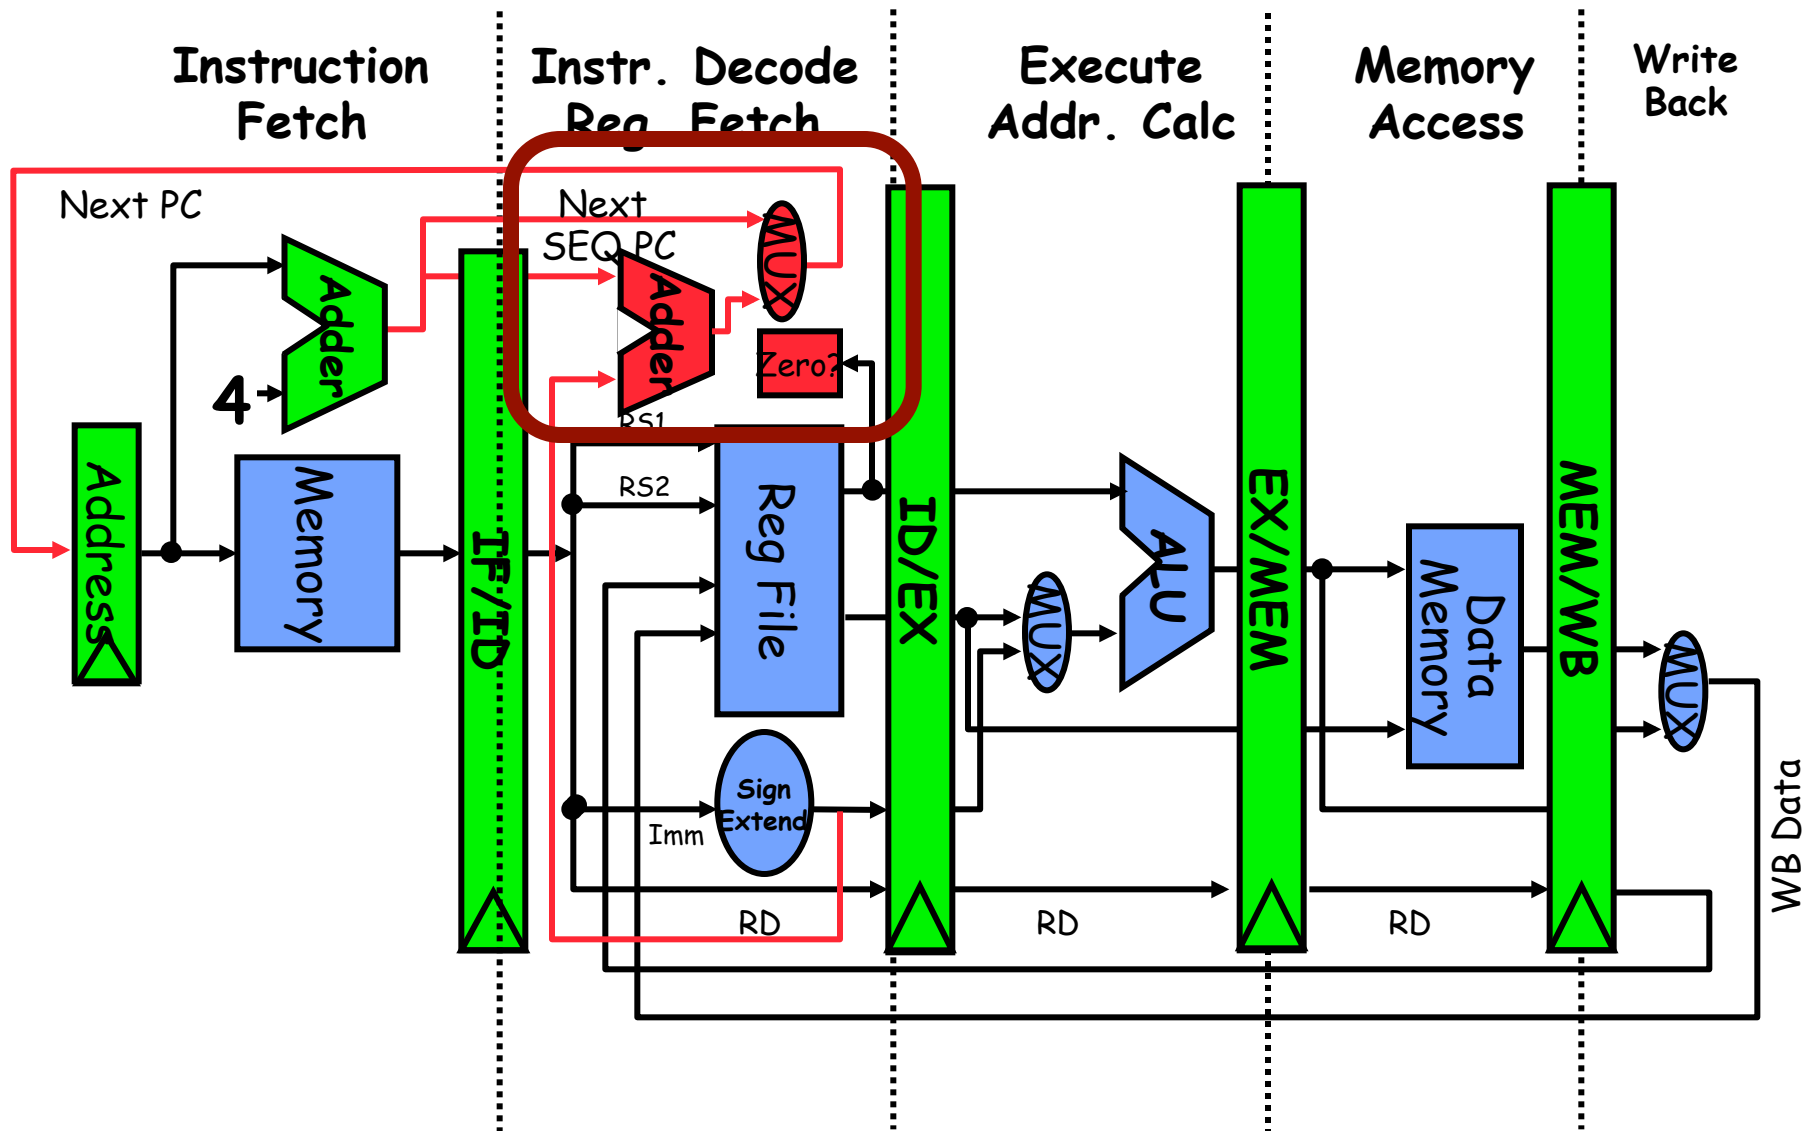 Instruction
Fetch
Instr. Decode
Reg. Fetch
Execute
Addr. Calc
Memory
Access
Write
Back
Next PC
Next
SEQ PC
MUX
Adder
Adder
Zero?
4
RS1
Address
Memory
IF/ID
RS2
Reg File
ID/EX
MUX
ALU
EX/MEM
Data
Memory
MEM/WB
MUX
Sign
Extend
Imm
WB Data
RD
RD
RD